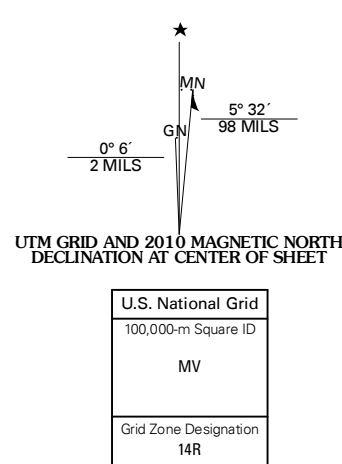 ★
MN
GN
5° 32´
98 MILS
0° 6´
2 MILS
UTM GRID AND 2010 MAGNETIC NORTH
DECLINATION AT CENTER OF SHEET
U.S. National Grid
100,000-m Square ID
MV
Grid Zone Designation
14R